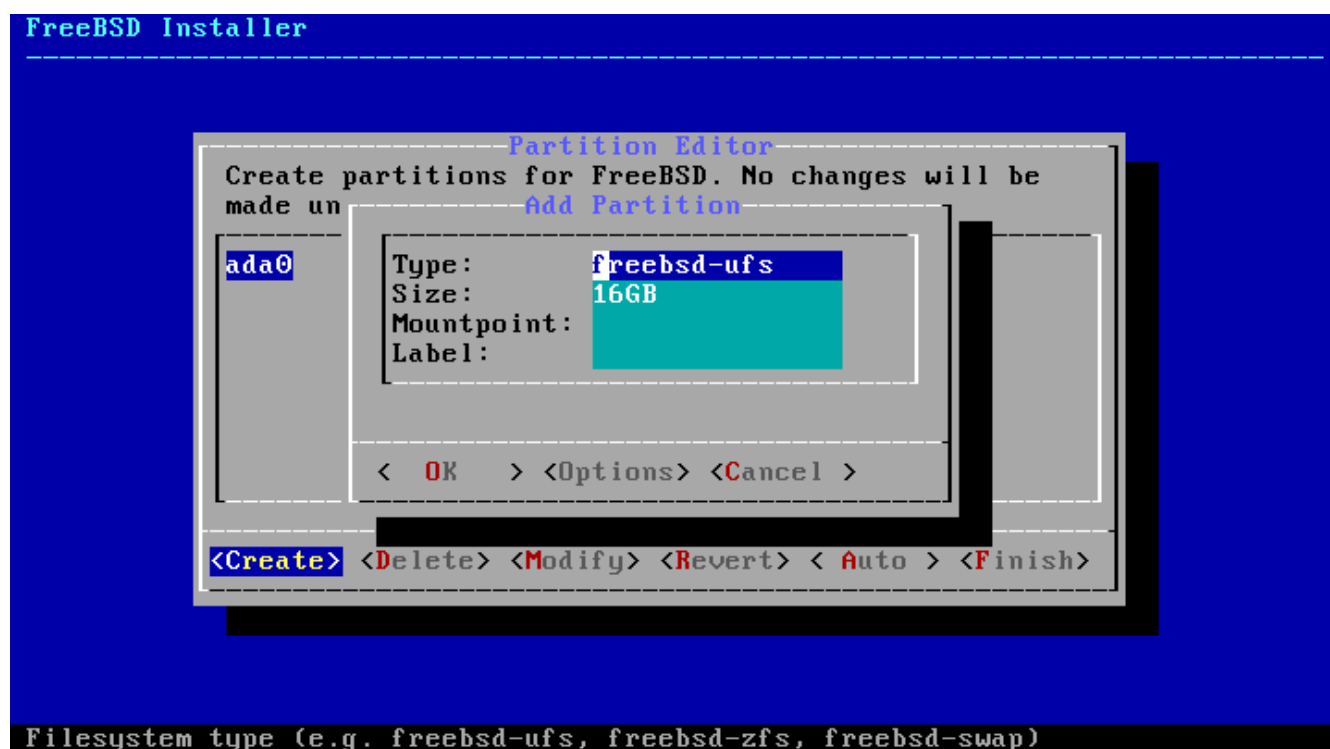 FreeBSD Installer
Partition Editor
Create partitions for FreeBSD. No changes will be
made un
Add Partition
ada0
Type: freebsd-ufs
Size: 16GB
Mountpoint:
Label:
< OK > <Options> <Cancel >
<Create> <Delete> <Modify> <Revert> < Auto > <Finish>
Filesystem type (e.g. freebsd-ufs, freebsd-zfs, freebsd-swap)